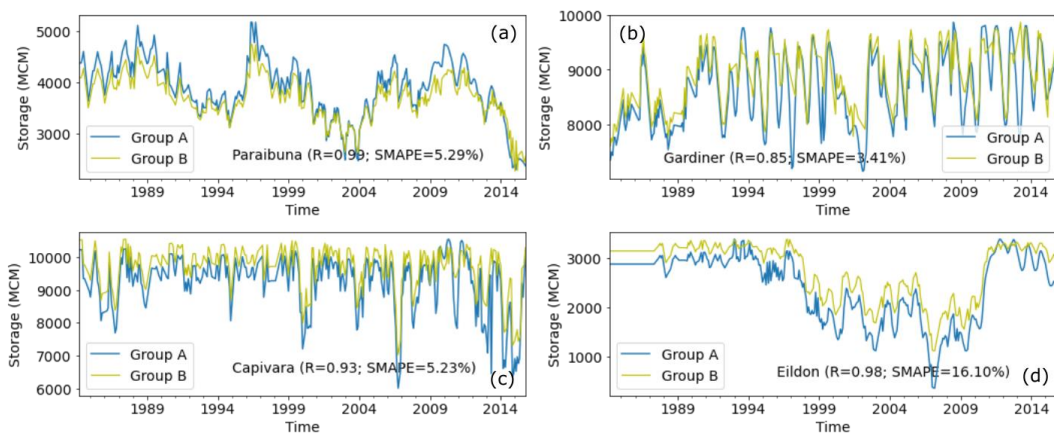 (a)
5000
4000
3000
Storage (MCM)
Group A
Group B
Paraibuna (R=0.99; SMAPE=5.29%)
1989 1994 1999 2004 2009 2014
Time
(b)
10000
9000
8000
Storage (MCM)
Group A
Group B
Gardiner (R=0.85; SMAPE=3.41%)
1989 1994 1999 2004 2009 2014
Time
10000
9000
8000
7000
6000
Storage (MCM)
Group A
Group B
Capivara (R=0.93; SMAPE=5.23%)
(c)
1989 1994 1999 2004 2009 2014
Time
3000
2000
1000
Storage (MCM)
Group A
Group B
Eildon (R=0.98; SMAPE=16.10%)
(d)
1989 1994 1999 2004 2009 2014
Time